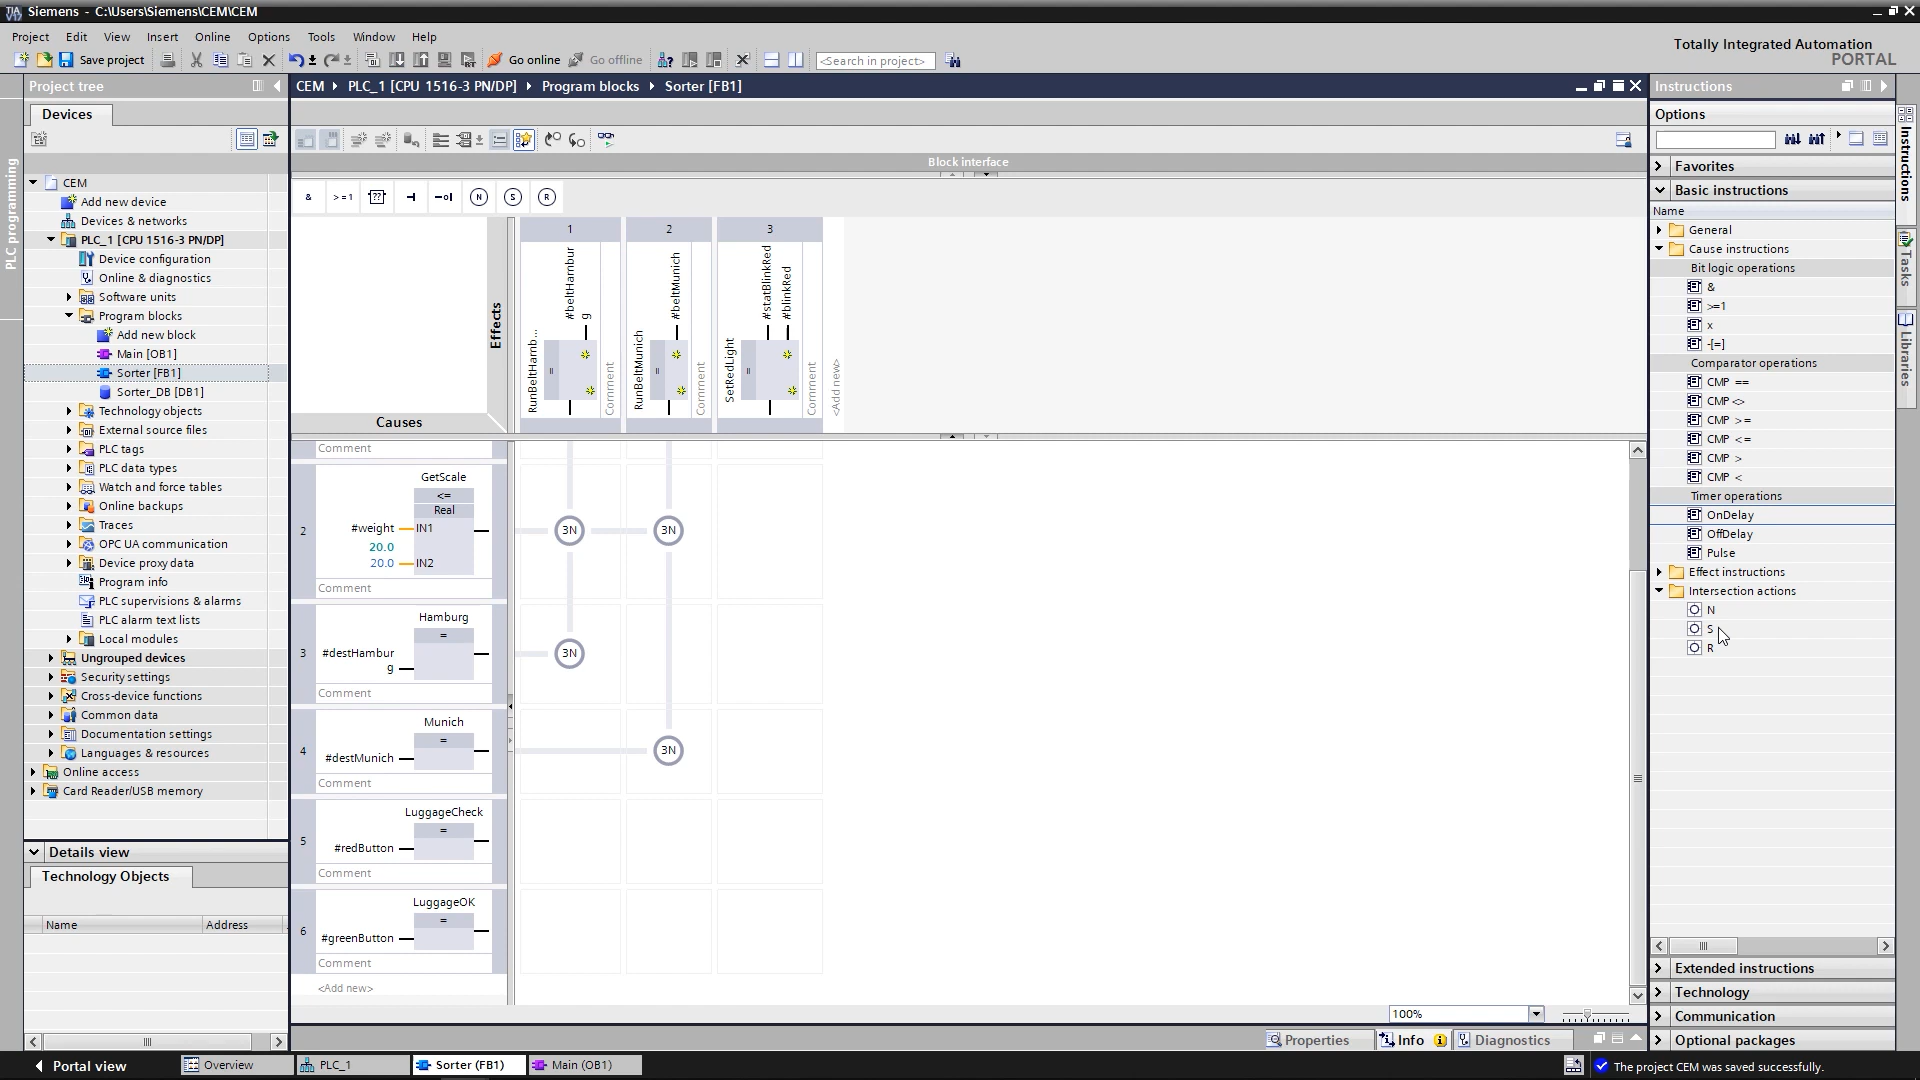 Siemens - C:\Users\Siemens\CEM\CEM
Project Edit View Insert Online Options Tools Window Help
Totally Integrated Automation
PORTAL
Save project Go online Go offline <Search in project>
Project tree
CEM PLC_1 [CPU 1516-3 PN/DP] Program blocks Sorter [FB1]
Instructions
Devices
Options
PLC programming
Block interface
Favorites
Basic instructions
Name
& >=1 ?? N S R
CEM
Add new device
Devices & networks
PLC_1 [CPU 1516-3 PN/DP]
Device configuration
Online & diagnostics
Software units
Program blocks
Add new block
Main [OB1]
Sorter [FB1]
Sorter_DB [DB1]
Technology objects
External source files
PLC tags
PLC data types
Watch and force tables
Online backups
Traces
OPC UA communication
Device proxy data
Program info
PLC supervisions & alarms
PLC alarm text lists
Local modules
Ungrouped devices
Security settings
Cross-device functions
Common data
Documentation settings
Languages & resources
Online access
Card Reader/USB memory
Details view
Technology Objects
Name Address
Effects
Causes
1 2 3
RunBeltHamb...
#beltHambur
g
=
Comment
RunBeltMunich
#beltMunich
=
Comment
SetRedLight
#statBlinkRed
#blinkRed
=
Comment
<Add new>
Comment
2
GetScale
<=
Real
#weight IN1
20.0
20.0 IN2
Comment
3N 3N
3
Hamburg
=
#destHambur
g
Comment
3N
4
Munich
=
#destMunich
Comment
3N
5
LuggageCheck
=
#redButton
Comment
6
LuggageOK
=
#greenButton
Comment
<Add new>
100%
General
Cause instructions
Bit logic operations
&
>=1
x
-[=]
Comparator operations
CMP ==
CMP <>
CMP >=
CMP <=
CMP >
CMP <
Timer operations
OnDelay
OffDelay
Pulse
Effect instructions
Intersection actions
N
S
R
Extended instructions
Technology
Communication
Optional packages
Instructions
Tasks
Libraries
Properties Info Diagnostics
Portal view Overview PLC_1 Sorter (FB1) Main (OB1) The project CEM was saved successfully.